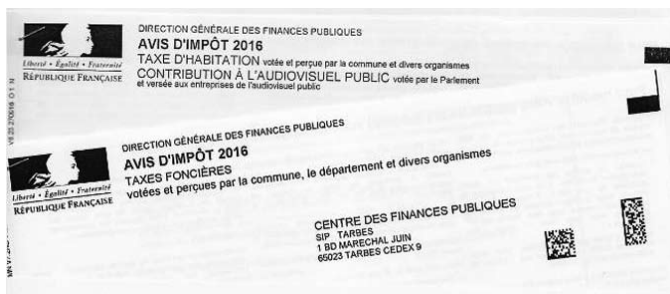 DIRECTION GÉNÉRALE DES FINANCES PUBLIQUES
AVIS D'IMPÔT 2016
TAXE D'HABITATION votée et perçue par la commune et divers organismes
CONTRIBUTION À L'AUDIOVISUEL PUBLIC votée par le Parlement
et versée aux entreprises de l'audiovisuel public
Liberté • Égalité • Fraternité
RÉPUBLIQUE FRANÇAISE
DIRECTION GÉNÉRALE DES FINANCES PUBLIQUES
AVIS D'IMPÔT 2016
TAXES FONCIÈRES
votées et perçues par la commune, le département et divers organismes
Liberté • Égalité • Fraternité
RÉPUBLIQUE FRANÇAISE
CENTRE DES FINANCES PUBLIQUES
SIP TARBES
1 BD MARECHAL JUIN
65023 TARBES CEDEX 9